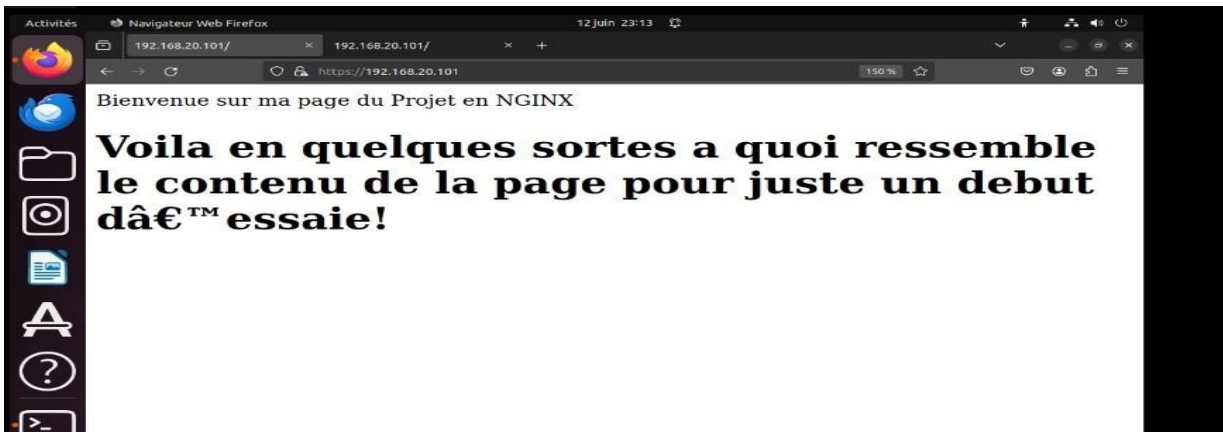 Activités Navigateur Web Firefox 12 juin 23:13
192.168.20.101/ × 192.168.20.101/ × +
https://192.168.20.101 150 %
Bienvenue sur ma page du Projet en NGINX
Voila en quelques sortes a quoi ressemble
le contenu de la page pour juste un debut
dâ€™essaie!